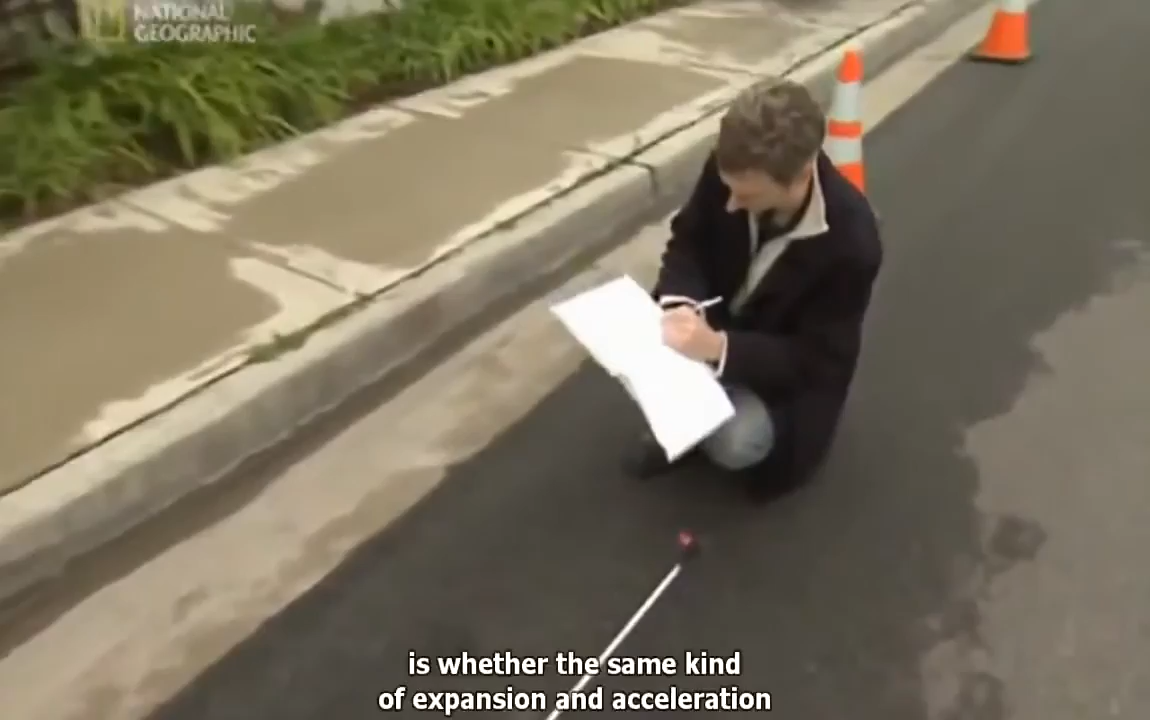 NATIONAL
GEOGRAPHIC
is whether the same kind
of expansion and acceleration